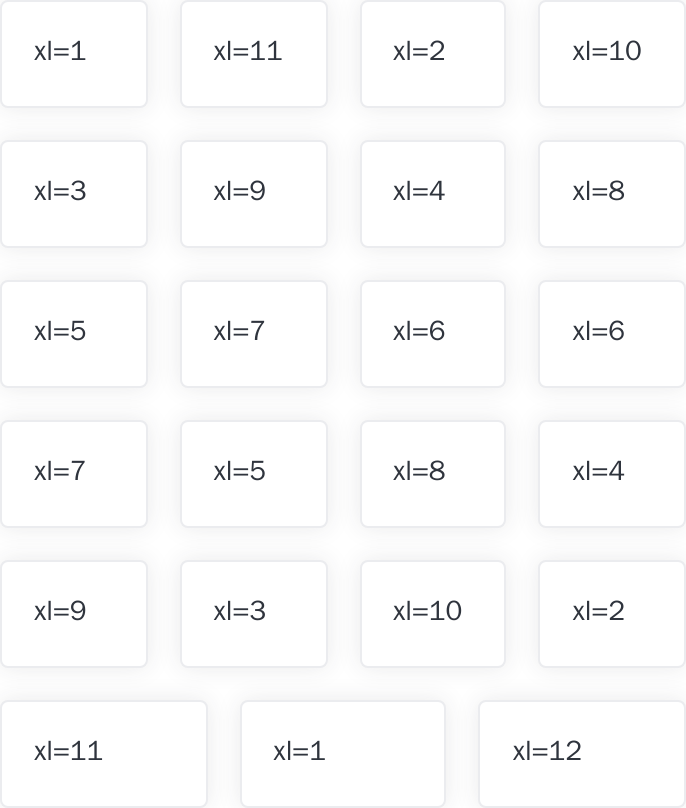 xl=1 xl=11 xl=2 xl=10
xl=3 xl=9 xl=4 xl=8
xl=5 xl=7 xl=6 xl=6
xl=7 xl=5 xl=8 xl=4
xl=9 xl=3 xl=10 xl=2
xl=11 xl=1 xl=12